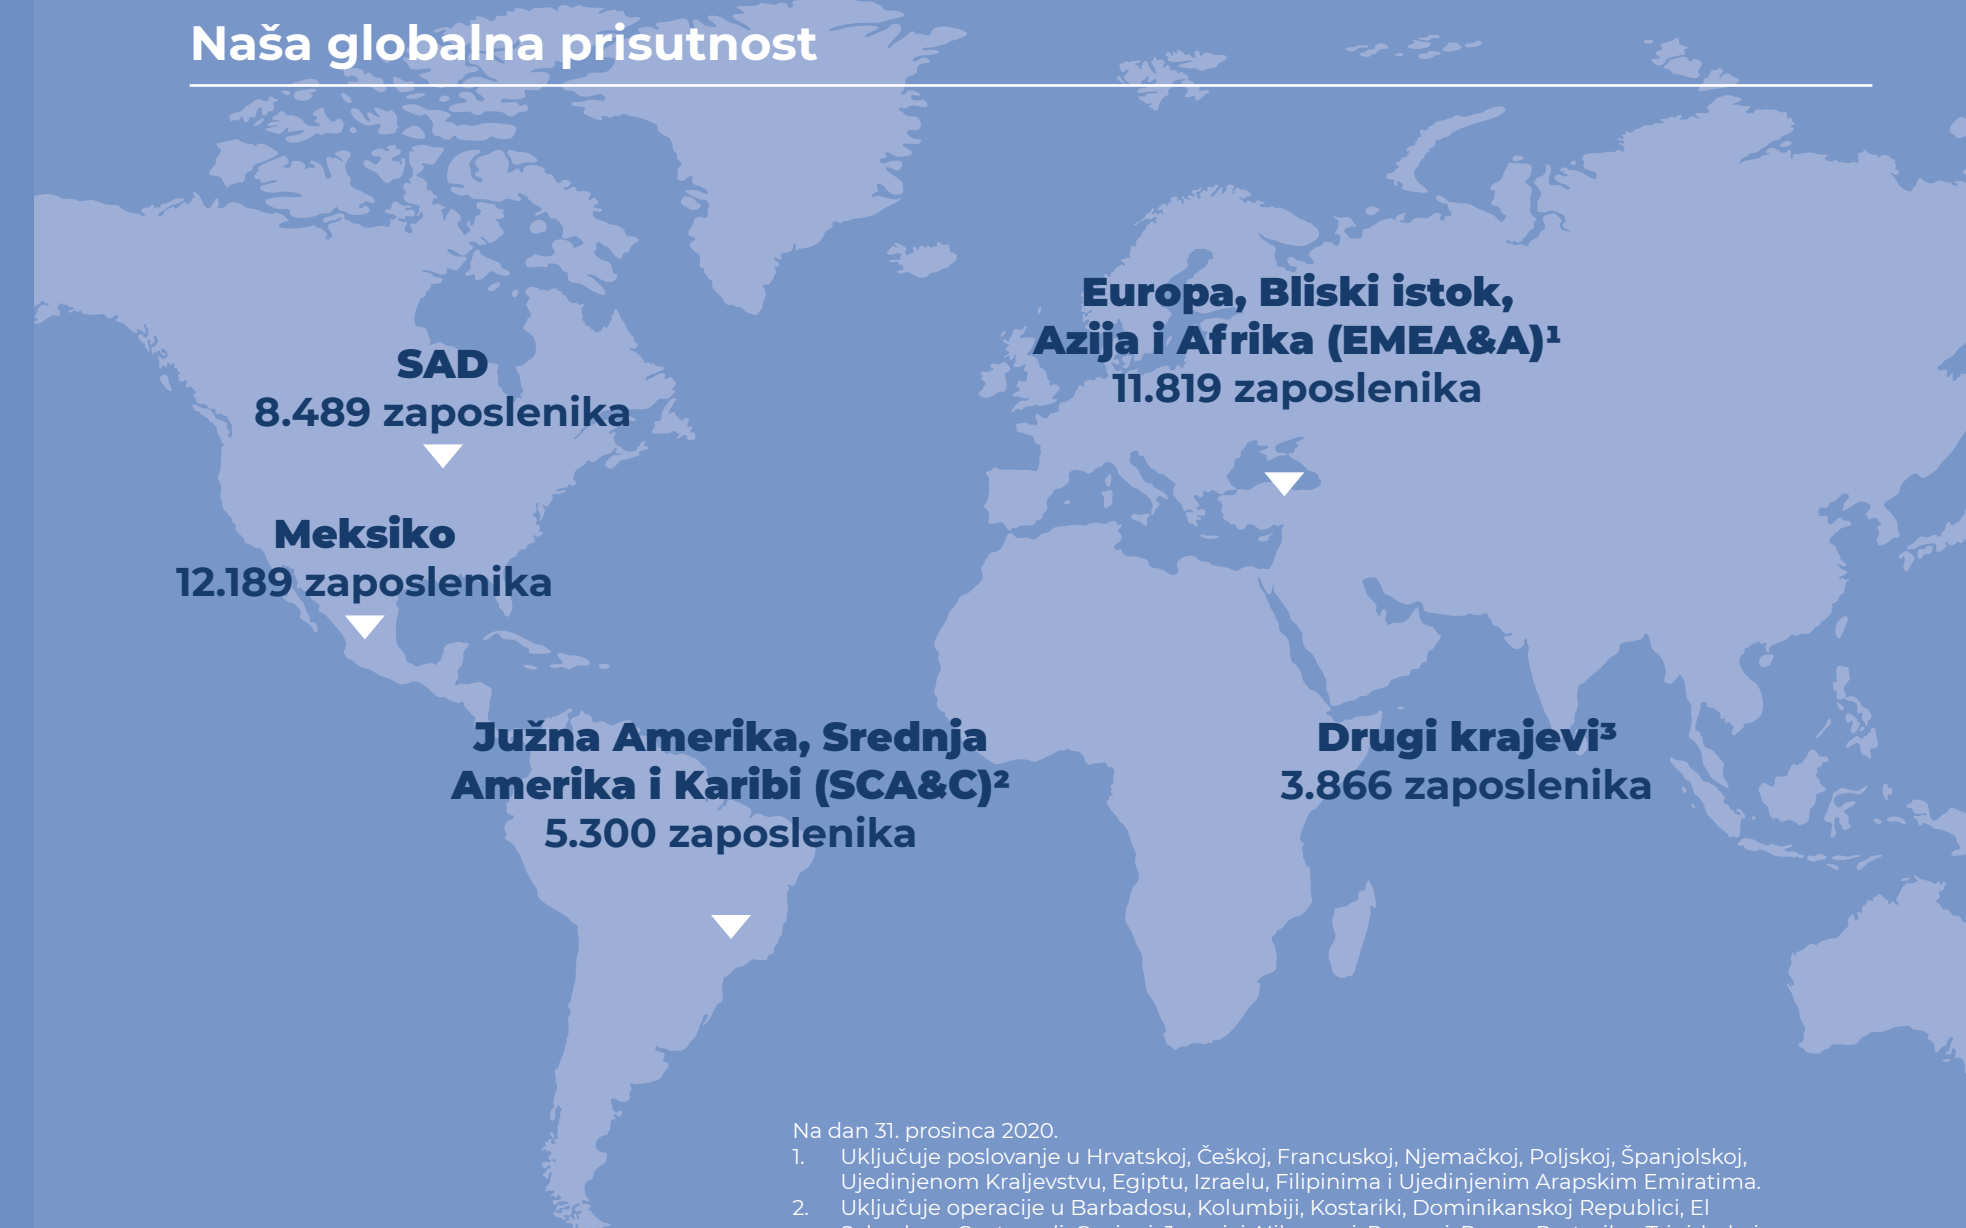 Naša globalna prisutnost
Europa, Bliski istok,
Azija i Afrika (EMEA&A)¹
11.819 zaposlenika
SAD
8.489 zaposlenika
Meksiko
12.189 zaposlenika
Južna Amerika, Srednja
Amerika i Karibi (SCA&C)²
5.300 zaposlenika
Drugi krajevi³
3.866 zaposlenika
Na dan 31. prosinca 2020.
1. Uključuje poslovanje u Hrvatskoj, Češkoj, Francuskoj, Njemačkoj, Poljskoj, Španjolskoj,
Ujedinjenom Kraljevstvu, Egiptu, Izraelu, Filipinima i Ujedinjenim Arapskim Emiratima.
2. Uključuje operacije u Barbadosu, Kolumbiji, Kostariki, Dominikanskoj Republici, El